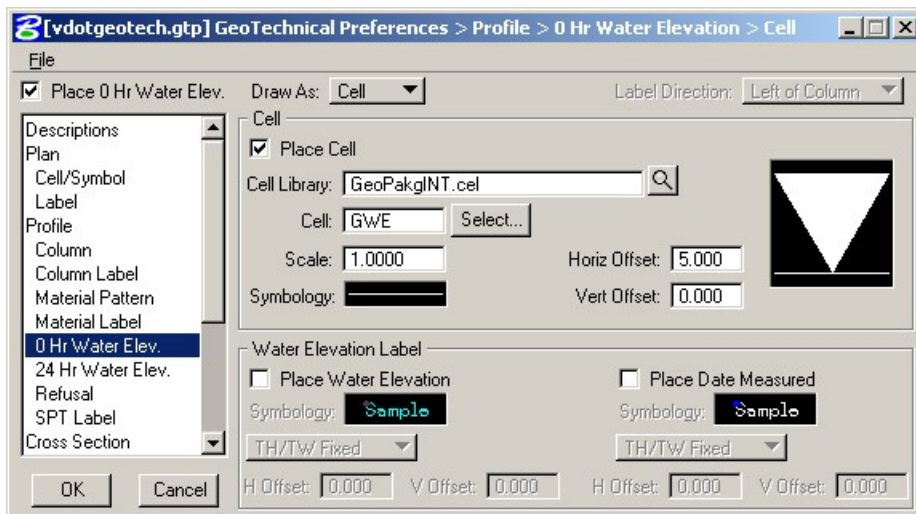 [vdotgeotech.gtp] GeoTechnical Preferences > Profile > 0 Hr Water Elevation > Cell
File
Place 0 Hr Water Elev. Draw As: Cell Label Direction: Left of Column
Descriptions
Plan
Cell/Symbol
Label
Profile
Column
Column Label
Material Pattern
Material Label
0 Hr Water Elev.
24 Hr Water Elev.
Refusal
SPT Label
Cross Section
OK Cancel
Cell
Place Cell
Cell Library: GeoPakgINT.cel
Cell: GWE Select...
Scale: 1.0000 Horiz Offset: 5.000
Symbology: Vert Offset: 0.000
Water Elevation Label
Place Water Elevation Place Date Measured
Symbology: Sample Symbology: Sample
TH/TW Fixed TH/TW Fixed
H Offset: 0.000 V Offset: 0.000 H Offset: 0.000 V Offset: 0.000